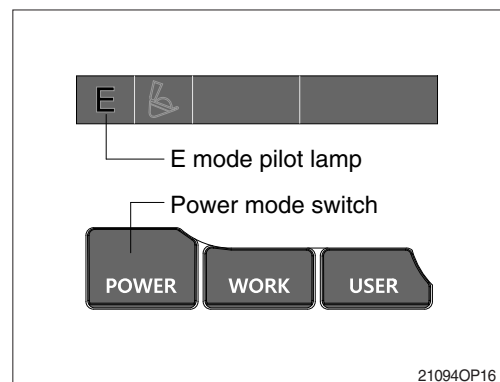 E
E mode pilot lamp
Power mode switch
POWER WORK USER
21094OP16